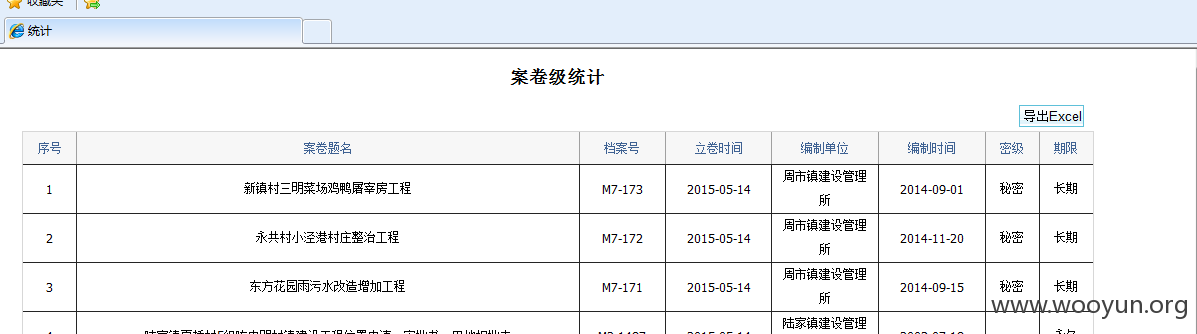 收藏夹
统计
案卷级统计
导出Excel
序号 案卷题名 档案号 立卷时间 编制单位 编制时间 密级 期限
1 新镇村三明菜场鸡鸭屠宰房工程 M7-173 2015-05-14 周市镇建设管理所 2014-09-01 秘密 长期
2 永共村小泾港村庄整治工程 M7-172 2015-05-14 周市镇建设管理所 2014-11-20 秘密 长期
3 东方花园雨污水改造增加工程 M7-171 2015-05-14 周市镇建设管理所 2014-09-15 秘密 长期
陆家镇建设管理
www.wooyun.org